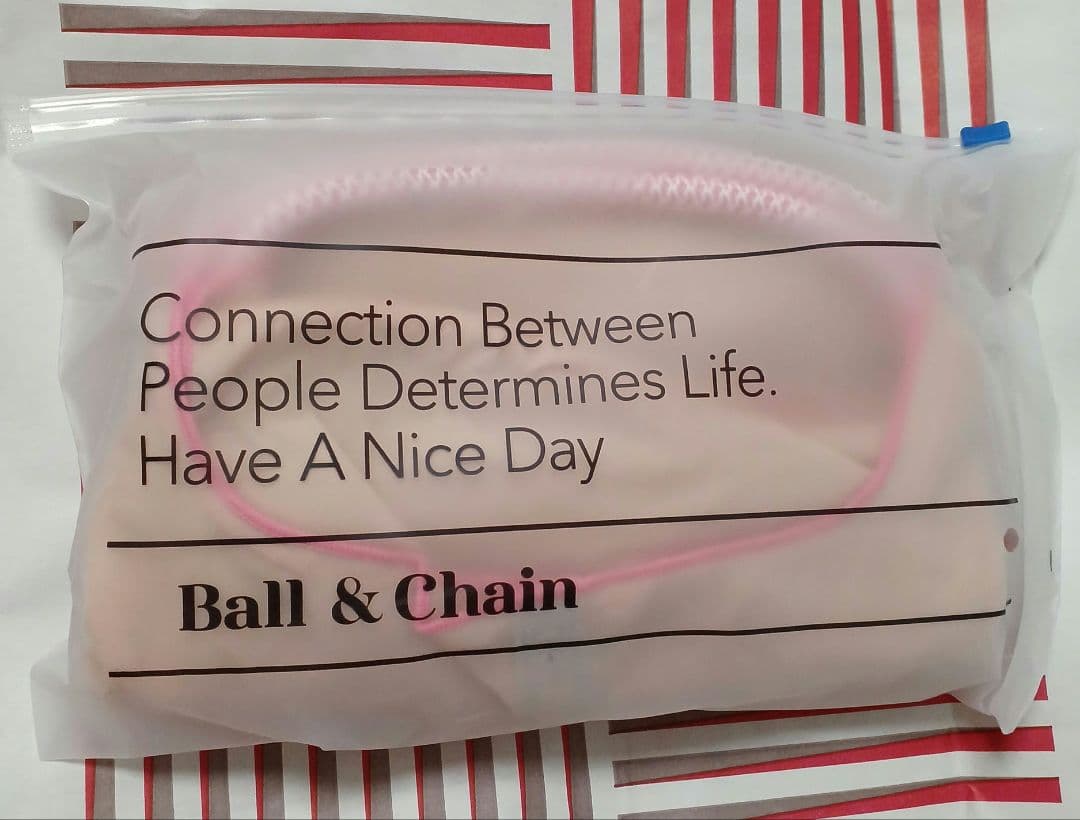 Connection Between
People Determines Life.
Have A Nice Day
Ball & Chain